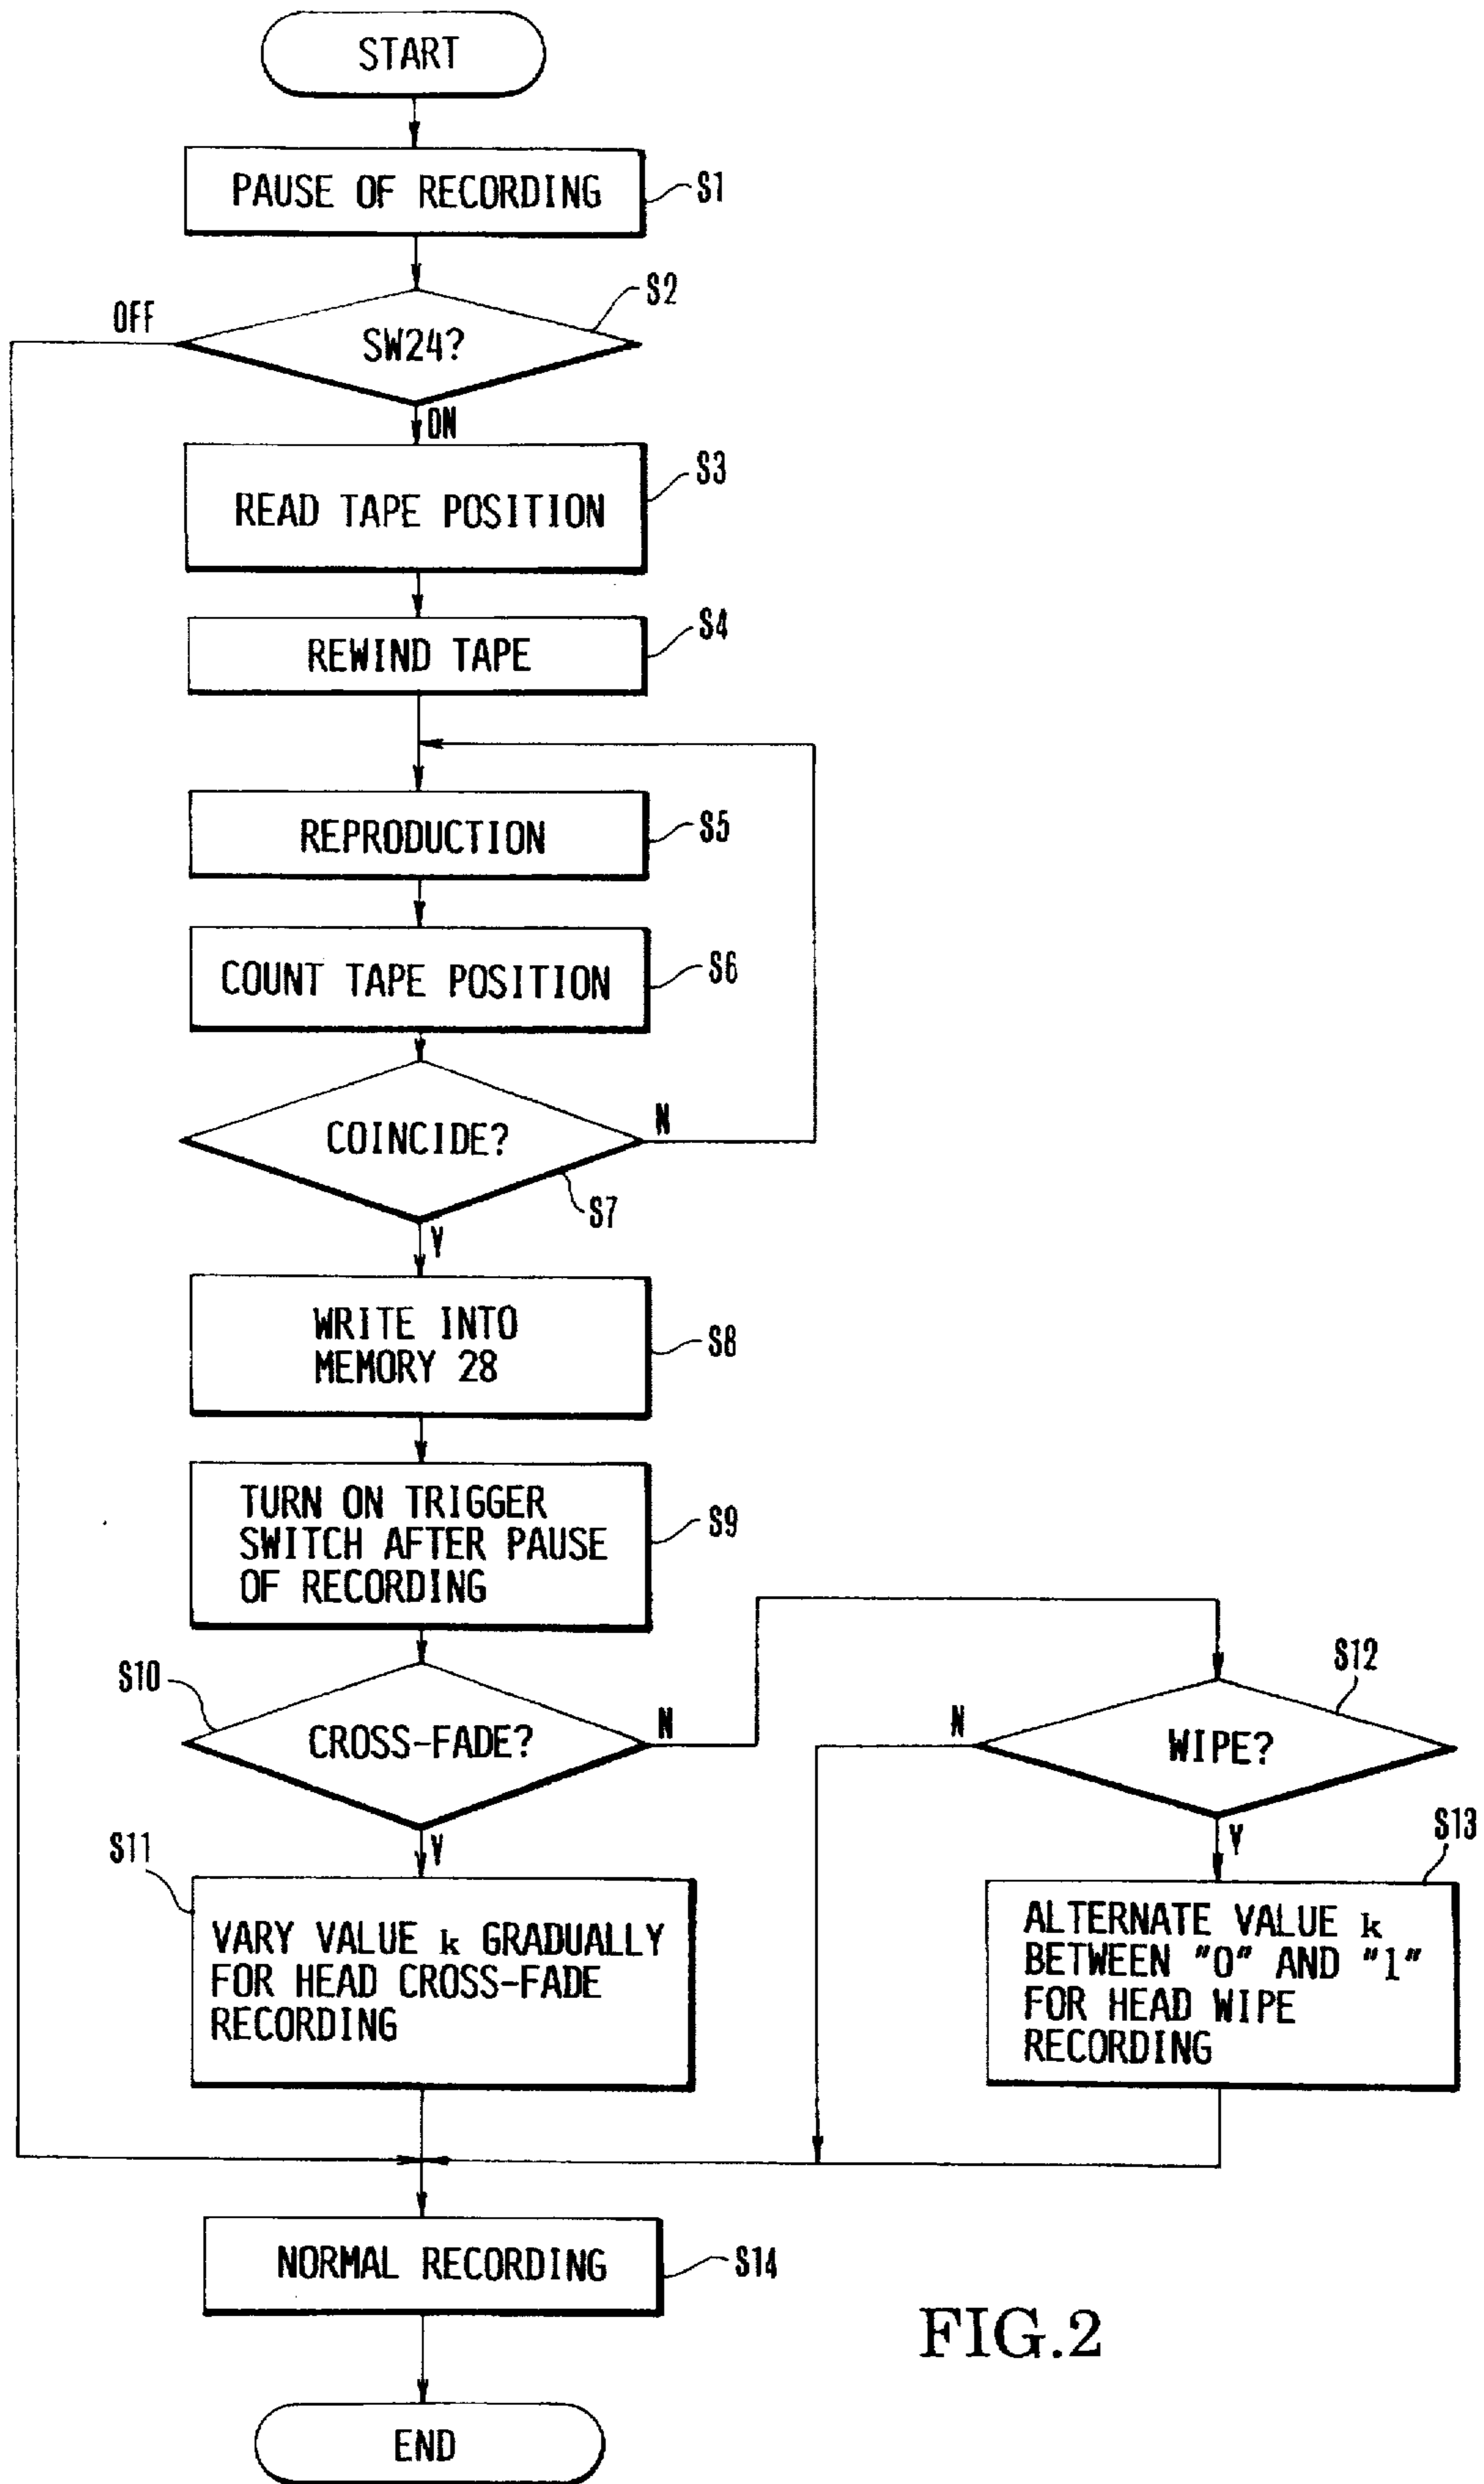 START
PAUSE OF RECORDING
S1
S2
OFF
SW24?
ON
S3
READ TAPE POSITION
S4
REWIND TAPE
S5
REPRODUCTION
COUNT TAPE POSITION
S6
COINCIDE?
N
S7
Y
WRITE INTO
MEMORY 28
S8
TURN ON TRIGGER
SWITCH AFTER PAUSE
OF RECORDING
S9
S10
CROSS-FADE?
N
S12
N
WIPE?
Y
S11
VARY VALUE k GRADUALLY
FOR HEAD CROSS-FADE
RECORDING
Y
S13
ALTERNATE VALUE k
BETWEEN "0" AND "1"
FOR HEAD WIPE
RECORDING
NORMAL RECORDING
S14
FIG.2
END